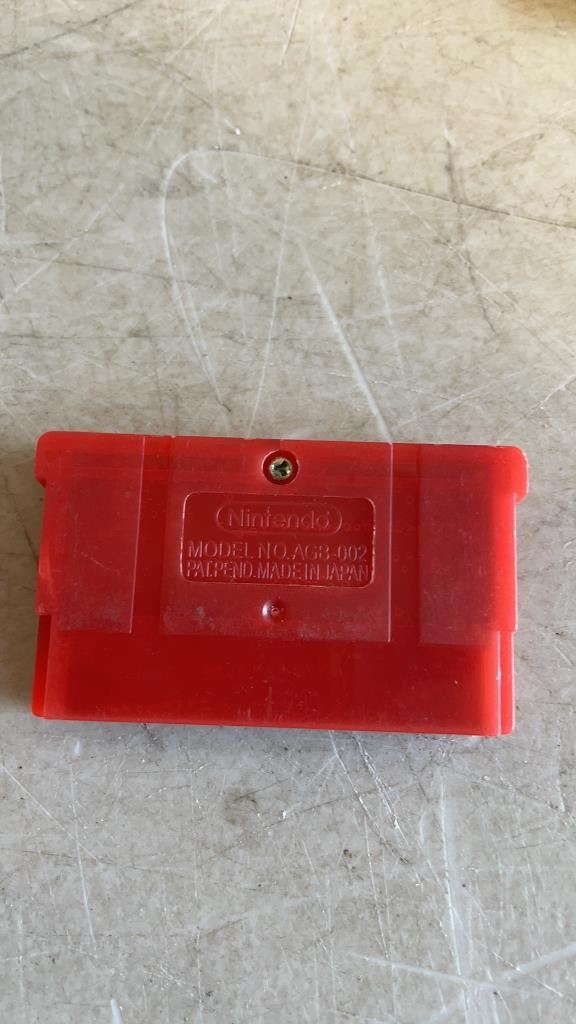 Nintendo
MODEL NO. AGB-002
PAT.PEND.MADE IN JAPAN